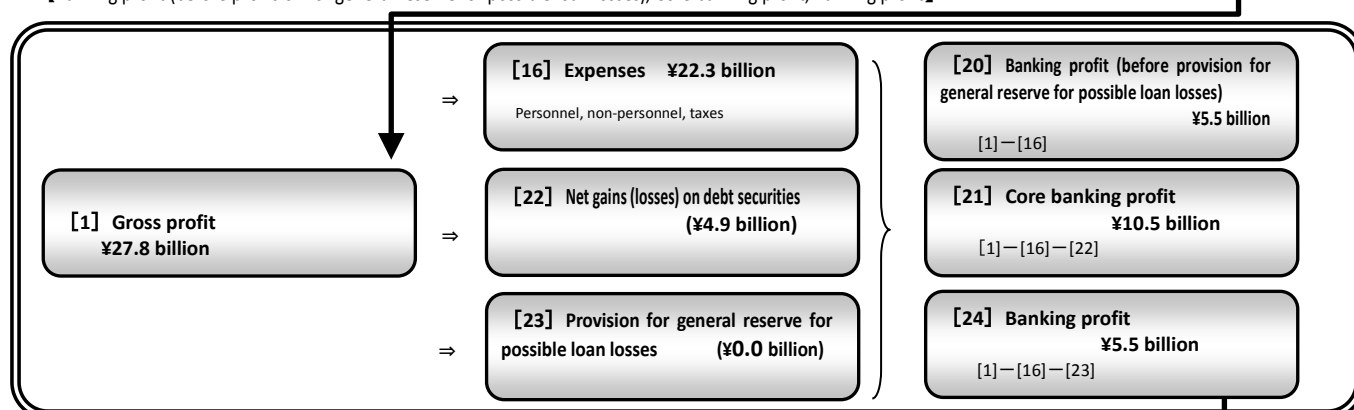 ⇒
[16] Expenses ¥22.3 billion
Personnel, non-personnel, taxes
[20] Banking profit (before provision for
general reserve for possible loan losses)
¥5.5 billion
[1]－[16]
[1] Gross profit
¥27.8 billion
⇒
[22] Net gains (losses) on debt securities
(¥4.9 billion)
[21] Core banking profit
¥10.5 billion
[1]－[16]－[22]
⇒
[23] Provision for general reserve for
possible loan losses (¥0.0 billion)
[24] Banking profit
¥5.5 billion
[1]－[16]－[23]